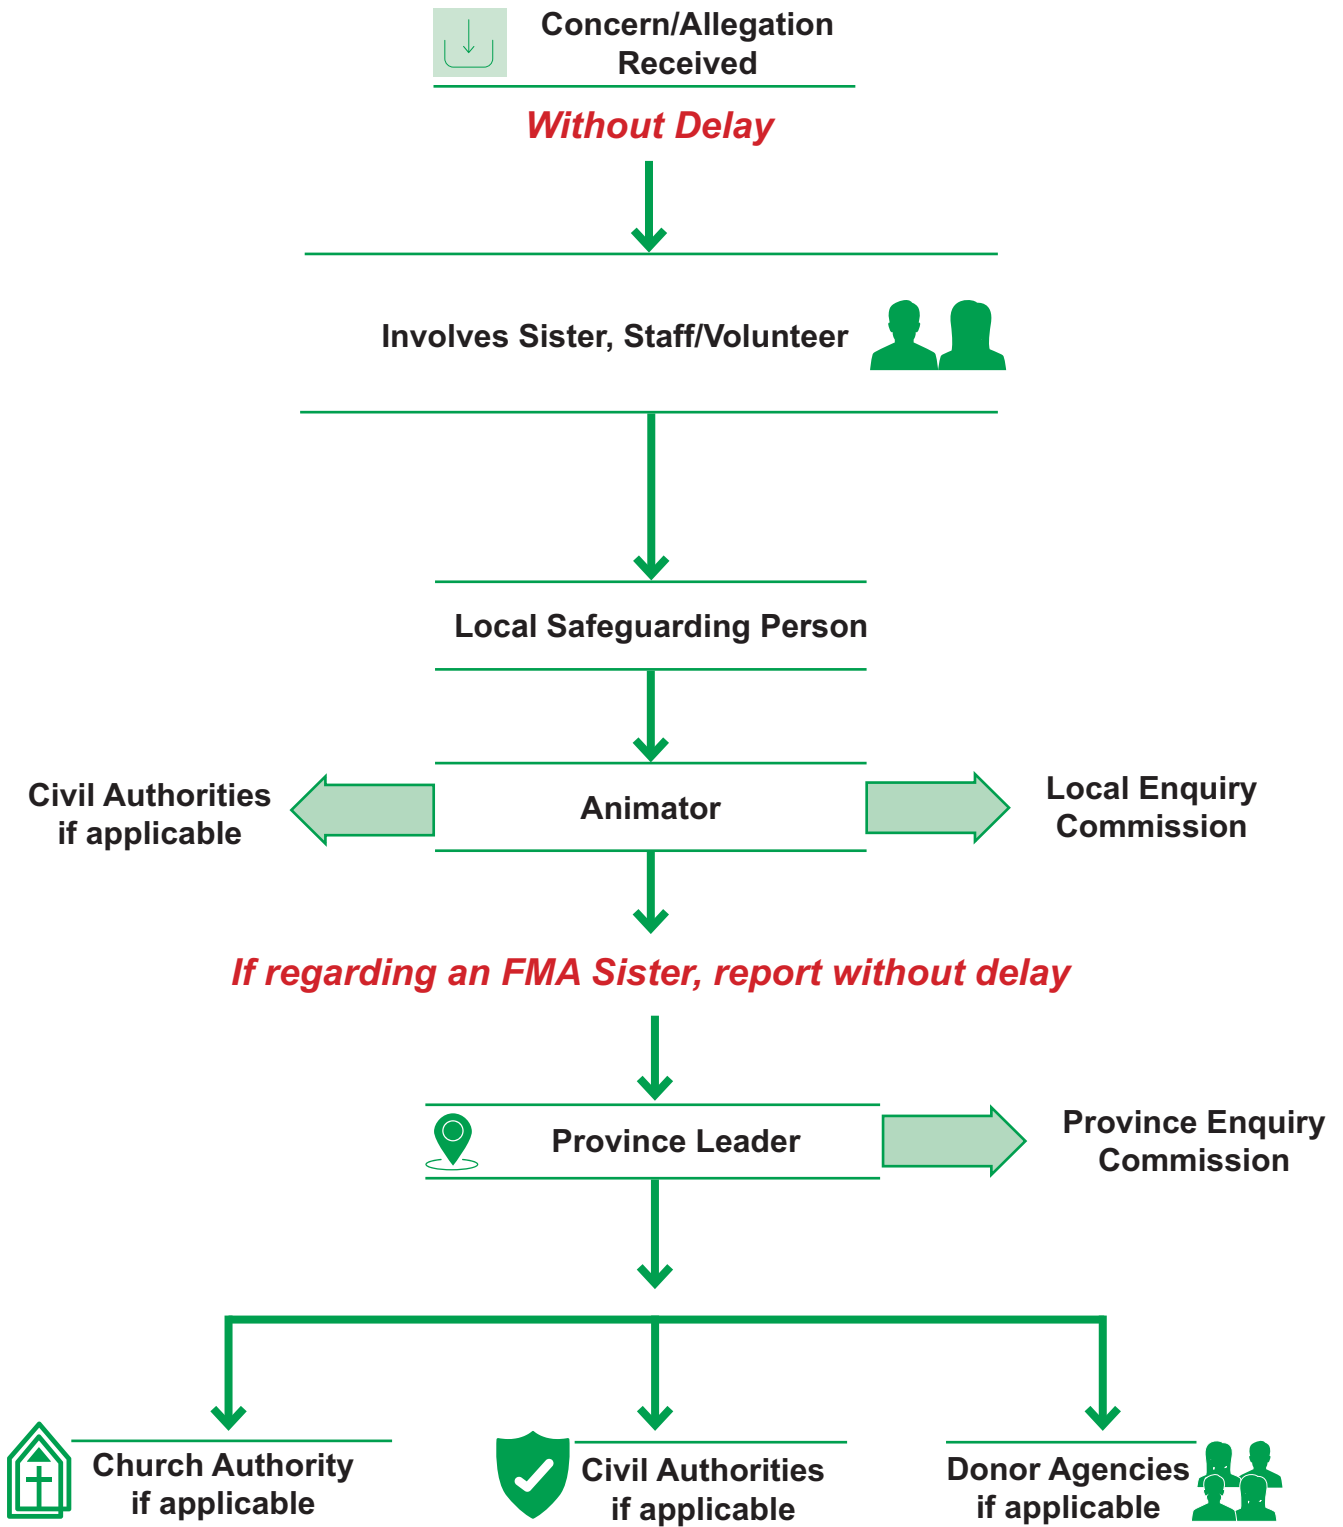 Concern/Allegation
Received
Without Delay
Involves Sister, Staff/Volunteer
Local Safeguarding Person
Civil Authorities
if applicable
Animator
Local Enquiry
Commission
If regarding an FMA Sister, report without delay
Province Leader
Province Enquiry
Commission
Church Authority
if applicable
Civil Authorities
if applicable
Donor Agencies
if applicable